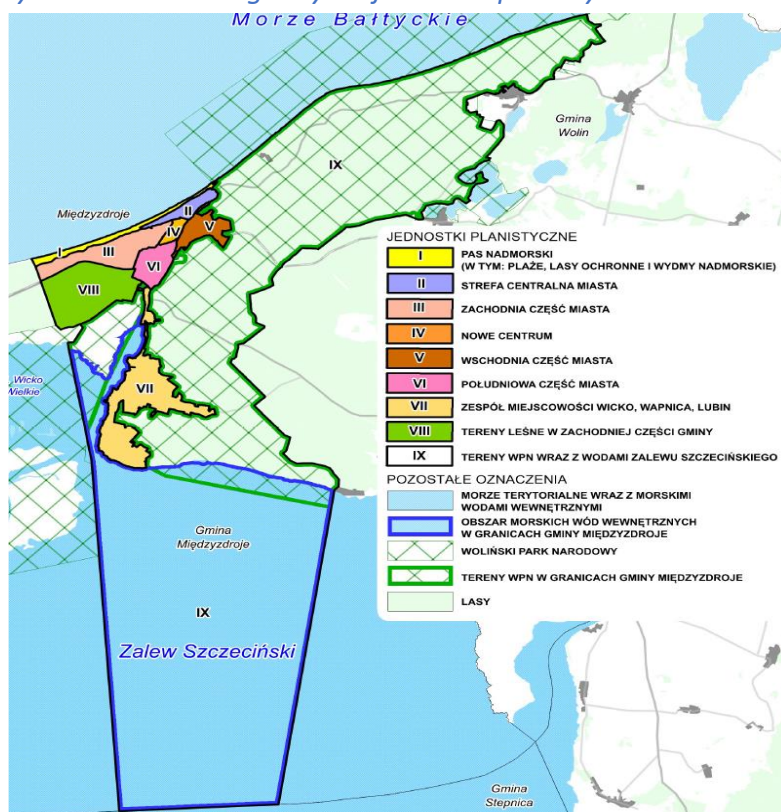 Morze Bałtyckie
Gmina
Wolin
IX
Międzyzdroje
II
IV
V
I
III
VI
VIII
Wicko
Wielkie
VII
Gmina
Międzyzdroje
IX
Zalew Szczeciński
Gmina
Stepnica
JEDNOSTKI PLANISTYCZNE
I PAS NADMORSKI
(W TYM: PLAŻE, LASY OCHRONNE I WYDMY NADMORSKIE)
II STREFA CENTRALNA MIASTA
III ZACHODNIA CZĘŚĆ MIASTA
IV NOWE CENTRUM
V WSCHODNIA CZĘŚĆ MIASTA
VI POŁUDNIOWA CZĘŚĆ MIASTA
VII ZESPÓŁ MIEJSCOWOŚCI WICKO, WAPNICA, LUBIN
VIII TERENY LEŚNE W ZACHODNIEJ CZĘŚCI GMINY
IX TERENY WPN WRAZ Z WODAMI ZALEWU SZCZECIŃSKIEGO
POZOSTAŁE OZNACZENIA
MORZE TERYTORIALNE WRAZ Z MORSKIMI
WODAMI WEWNĘTRZNYMI
OBSZAR MORSKICH WÓD WEWNĘTRZNYCH
W GRANICACH GMINY MIĘDZYZDROJE
WOLIŃSKI PARK NARODOWY
TERENY WPN W GRANICACH GMINY MIĘDZYZDROJE
LASY